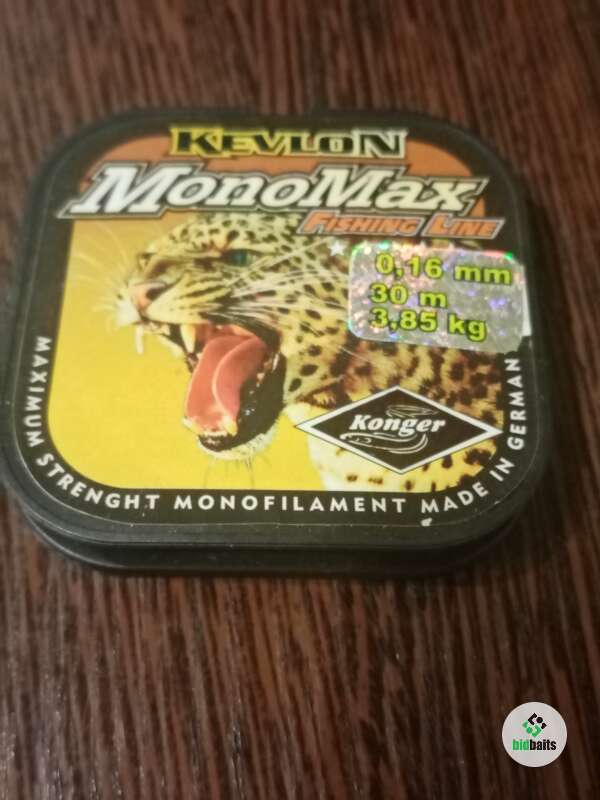 KEVLON
MonoMax
FISHING LINE
0,16 mm
30 m
3,85 kg
Konger
MAXIMUM STRENGHT MONOFILAMENT MADE IN GERMAN
bidbaits